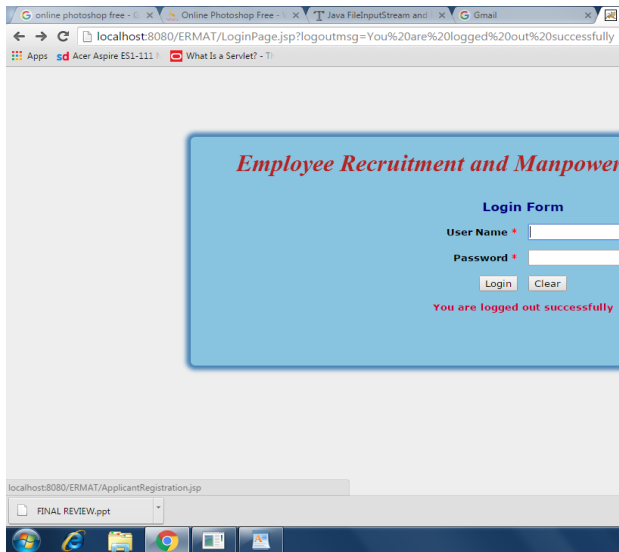 online photoshop free - G
Online Photoshop Free -
Java FileInputStream and
Gmail
localhost:8080/ERMAT/LoginPage.jsp?logoutmsg=You%20are%20logged%20out%20successfully
Apps
sd Acer Aspire ES1-111
What Is a Servlet? - Th
Employee Recruitment and Manpower
Login Form
User Name *
Password *
Login Clear
You are logged out successfully
localhost:8080/ERMAT/ApplicantRegistration.jsp
FINAL REVIEW.ppt